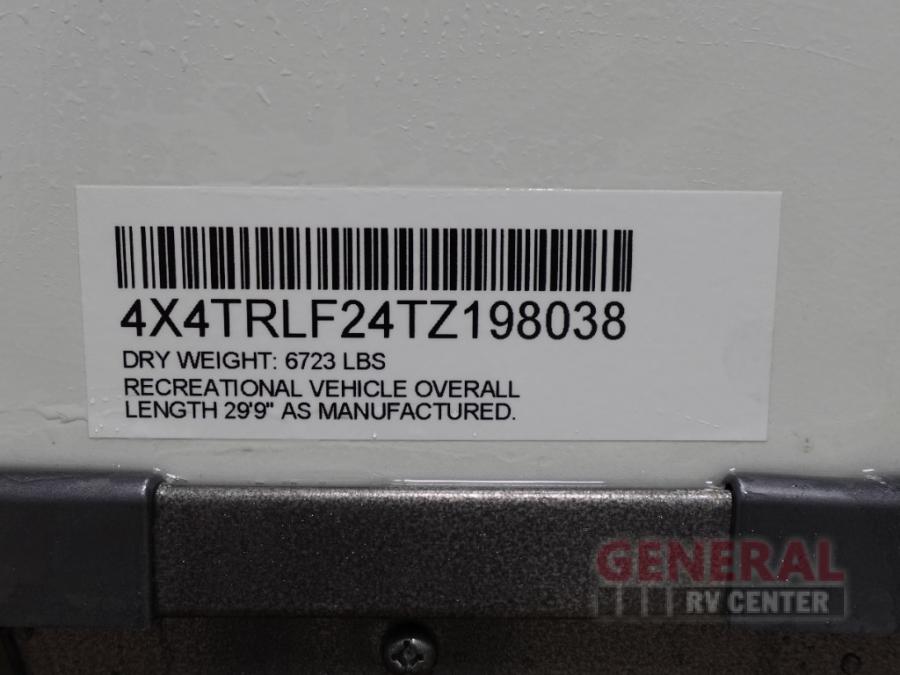 4X4TRLF24TZ198038
DRY WEIGHT: 6723 LBS
RECREATIONAL VEHICLE OVERALL
LENGTH 29'9" AS MANUFACTURED.
GENERAL
RV CENTER